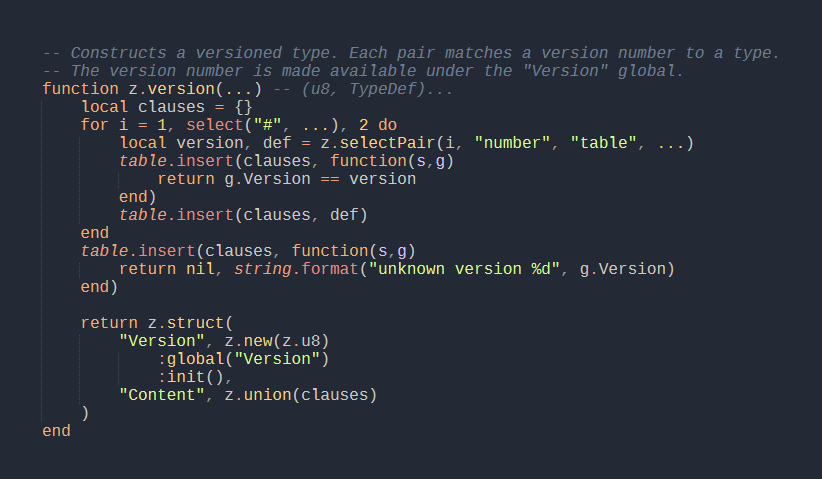 -- Constructs a versioned type. Each pair matches a version number to a type.
-- The version number is made available under the "Version" global.
function z.version(...) -- (u8, TypeDef)...
    local clauses = {}
    for i = 1, select("#", ...), 2 do
        local version, def = z.selectPair(i, "number", "table", ...)
        table.insert(clauses, function(s,g)
            return g.Version == version
        end)
        table.insert(clauses, def)
    end
    table.insert(clauses, function(s,g)
        return nil, string.format("unknown version %d", g.Version)
    end)

    return z.struct(
        "Version", z.new(z.u8)
            :global("Version")
            :init(),
        "Content", z.union(clauses)
    )
end